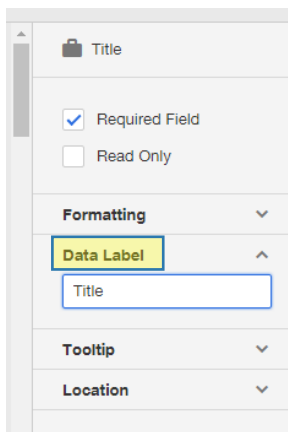 Title
Required Field
Read Only
Formatting
Data Label
Title
Tooltip
Location